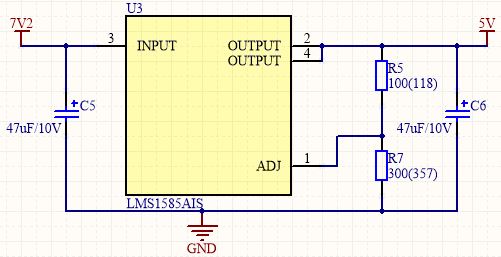 U3
7V2
5V
3
INPUT
OUTPUT
2
OUTPUT
4
R5
100(118)
C5
47uF/10V
C6
47uF/10V
ADJ
1
R7
300(357)
LMS1585AIS
GND